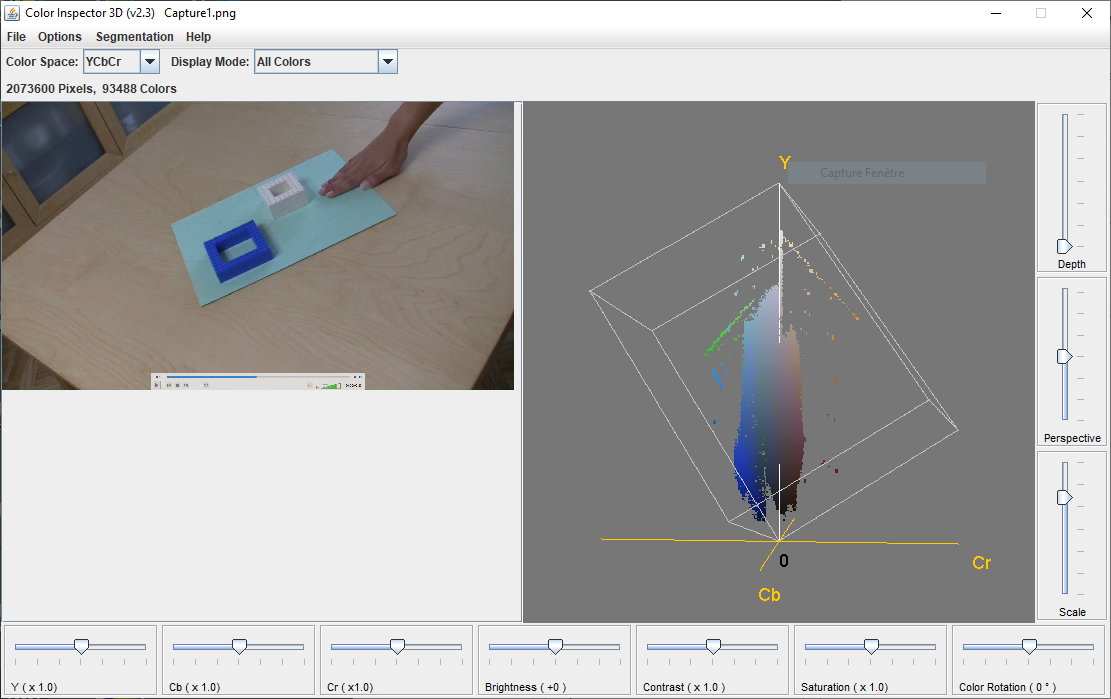 Color Inspector 3D (v2.3)   Capture1.png
File Options Segmentation Help
Color Space: YCbCr Display Mode: All Colors
2073600 Pixels,  93488 Colors
Y
Capture Fenêtre
Depth
Perspective
0
Cr
Cb
Scale
Y ( x 1.0)
Cb ( x 1.0)
Cr ( x1.0)
Brightness ( +0 )
Contrast ( x 1.0 )
Saturation ( x 1.0)
Color Rotation ( 0 ° )